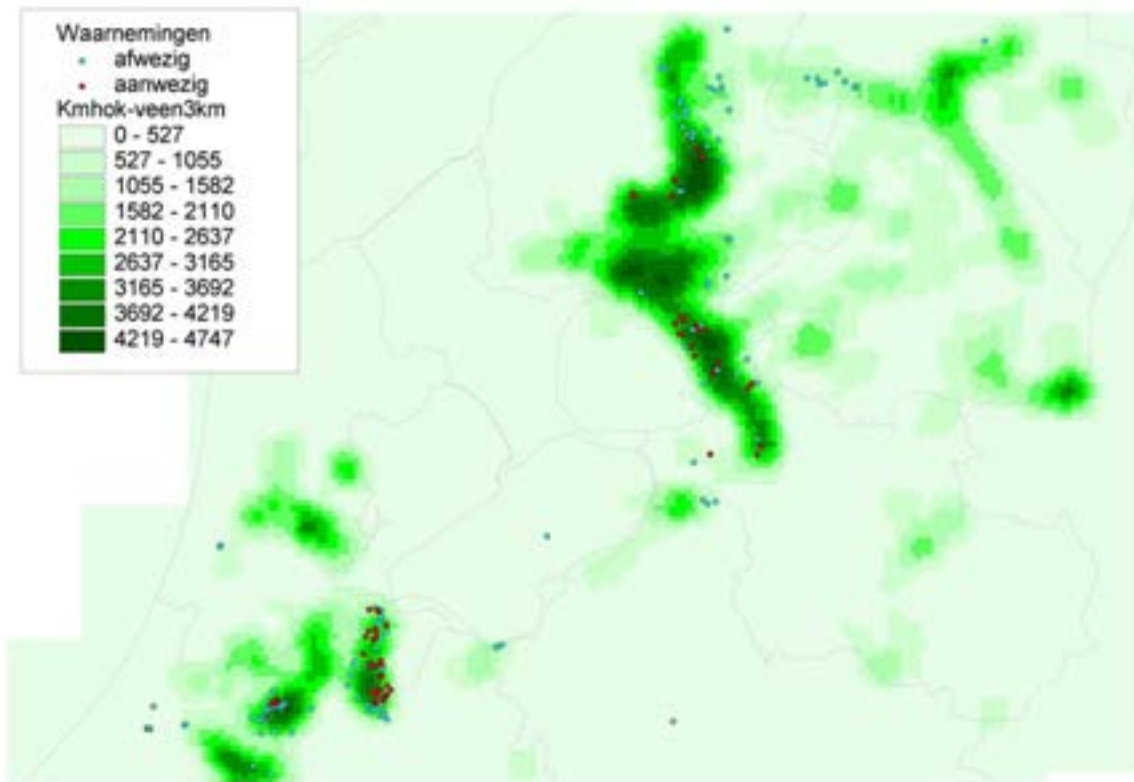 Waarnemingen
afwezig
aanwezig
Kmhok-veen3km
0 - 527
527 - 1055
1055 - 1582
1582 - 2110
2110 - 2637
2637 - 3165
3165 - 3692
3692 - 4219
4219 - 4747